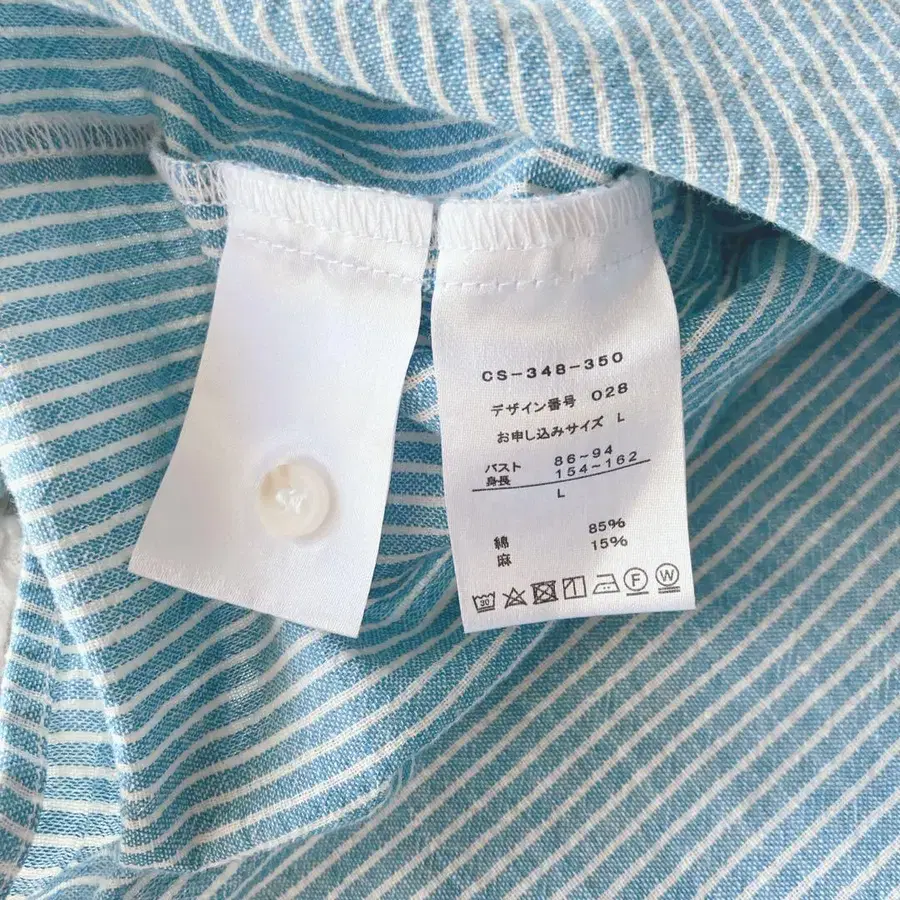 CS-348-350
デザイン番号 028
お申し込みサイズ L
バスト 86~94
身長 154~162
L
綿 85%
麻 15%
30 F W